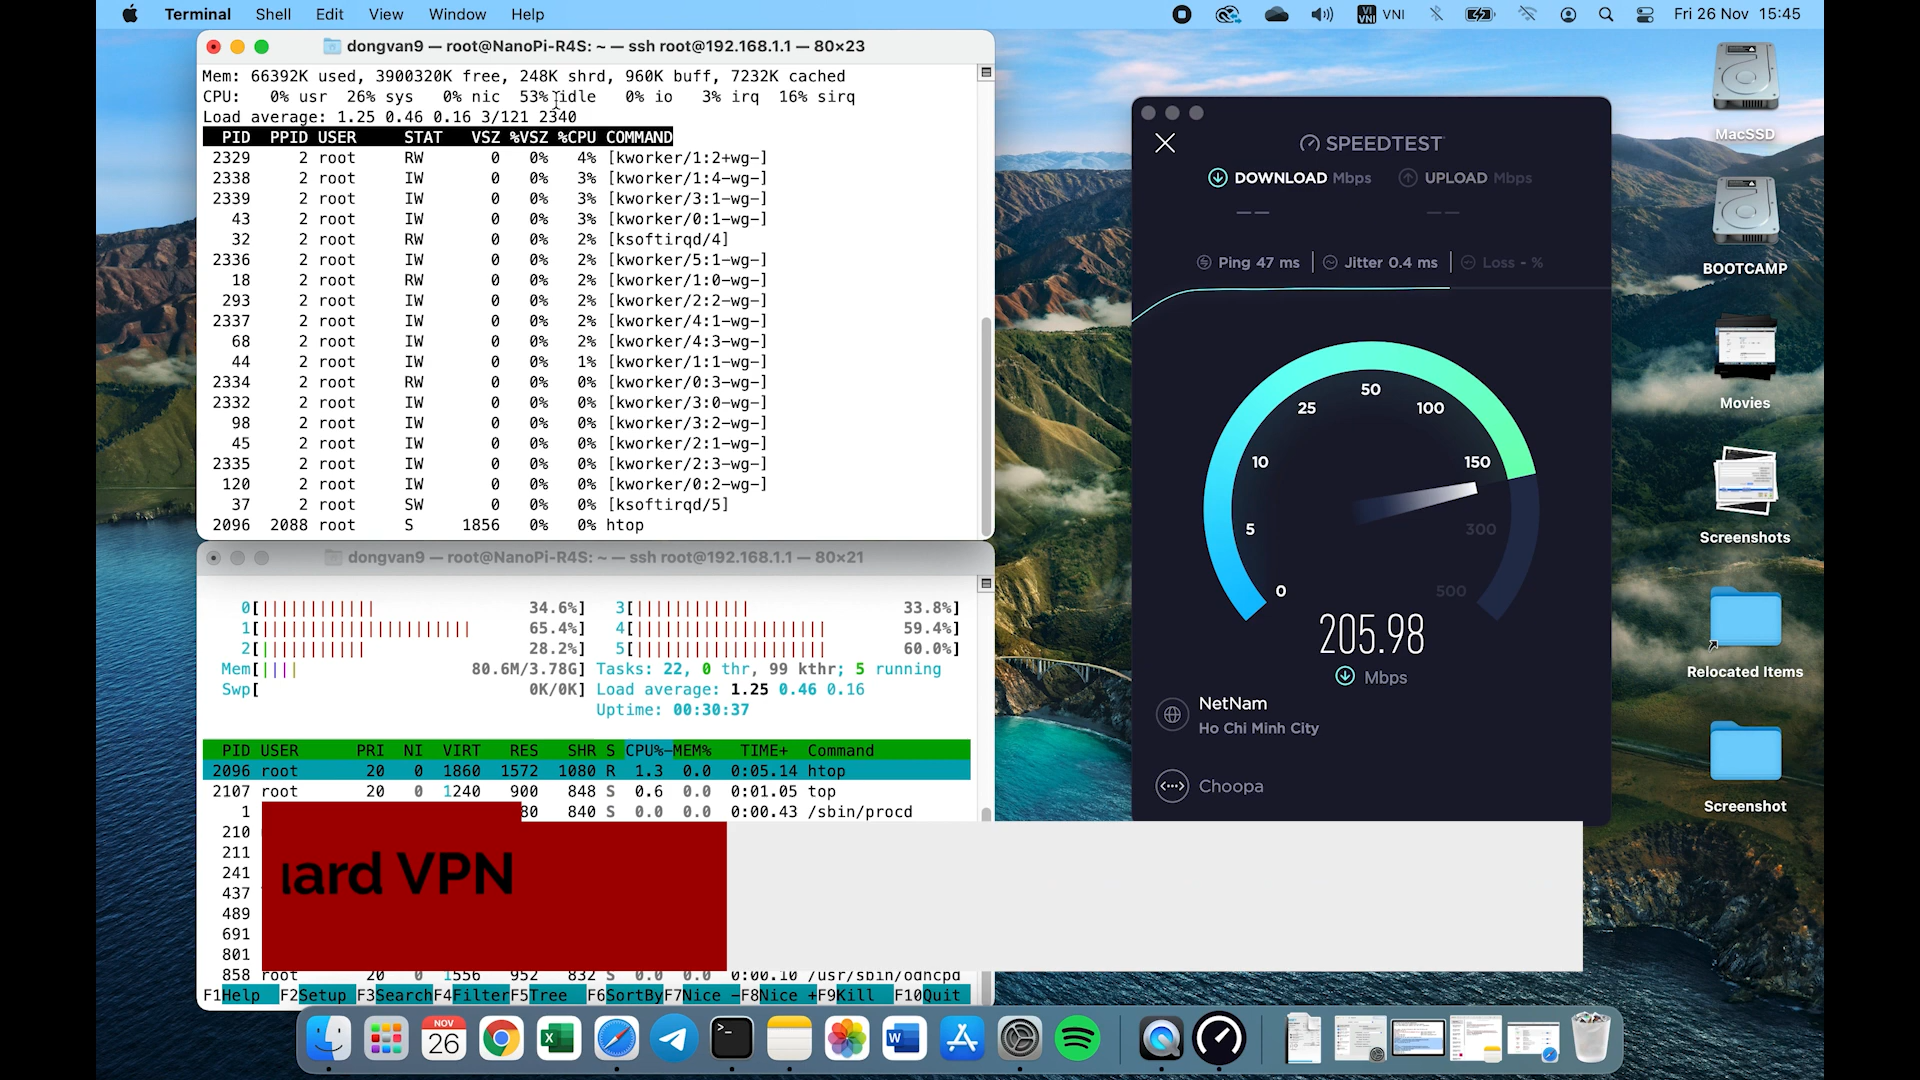 Terminal Shell Edit View Window Help
VI VNI VNI Fri 26 Nov 15:45
dongvan9 — root@NanoPi-R4S: ~ — ssh root@192.168.1.1 — 80×23
Mem: 66392K used, 3900320K free, 248K shrd, 960K buff, 7232K cached
CPU: 0% usr 26% sys 0% nic 53% idle 0% io 3% irq 16% sirq
Load average: 1.25 0.46 0.16 3/121 2340
PID PPID USER STAT VSZ %VSZ %CPU COMMAND
2329 2 root RW 0 0% 4% [kworker/1:2+wg-]
2338 2 root IW 0 0% 3% [kworker/1:4-wg-]
2339 2 root IW 0 0% 3% [kworker/3:1-wg-]
43 2 root IW 0 0% 3% [kworker/0:1-wg-]
32 2 root RW 0 0% 2% [ksoftirqd/4]
2336 2 root IW 0 0% 2% [kworker/5:1-wg-]
18 2 root RW 0 0% 2% [kworker/1:0-wg-]
293 2 root IW 0 0% 2% [kworker/2:2-wg-]
2337 2 root IW 0 0% 2% [kworker/4:1-wg-]
68 2 root IW 0 0% 2% [kworker/4:3-wg-]
44 2 root IW 0 0% 1% [kworker/1:1-wg-]
2334 2 root RW 0 0% 0% [kworker/0:3-wg-]
2332 2 root IW 0 0% 0% [kworker/3:0-wg-]
98 2 root IW 0 0% 0% [kworker/3:2-wg-]
45 2 root IW 0 0% 0% [kworker/2:1-wg-]
2335 2 root IW 0 0% 0% [kworker/2:3-wg-]
120 2 root IW 0 0% 0% [kworker/0:2-wg-]
37 2 root SW 0 0% 0% [ksoftirqd/5]
2096 2088 root S 1856 0% 0% htop
dongvan9 — root@NanoPi-R4S: ~ — ssh root@192.168.1.1 — 80×21
0[|||||||||||| 34.6%] 3[|||||||||||| 33.8%]
1[|||||||||||||||||||||| 65.4%] 4[|||||||||||||||||||| 59.4%]
2[||||||||||| 28.2%] 5[|||||||||||||||||||| 60.0%]
Mem[|||| 80.6M/3.78G] Tasks: 22, 0 thr, 99 kthr; 5 running
Swp[ 0K/0K] Load average: 1.25 0.46 0.16
Uptime: 00:30:37
PID USER PRI NI VIRT RES SHR S CPU%-MEM% TIME+ Command
2096 root 20 0 1860 1572 1080 R 1.3 0.0 0:05.14 htop
2107 root 20 0 1240 900 848 S 0.6 0.0 0:01.05 top
1 80 840 S 0.0 0.0 0:00.43 /sbin/procd
210
211
241
437
489
691
801
858 root 20 0 1556 952 832 S 0.0 0.0 0:00.10 /usr/sbin/odhcpd
F1Help F2Setup F3SearchF4FilterF5Tree F6SortByF7Nice -F8Nice +F9Kill F10Quit
uard VPN
SPEEDTEST
DOWNLOAD Mbps UPLOAD Mbps
Ping 47 ms Jitter 0.4 ms Loss - %
0
5
10
25
50
100
150
300
500
205.98
Mbps
NetNam
Ho Chi Minh City
Choopa
MacSSD
BOOTCAMP
Movies
Screenshots
Relocated Items
Screenshot
NOV
26